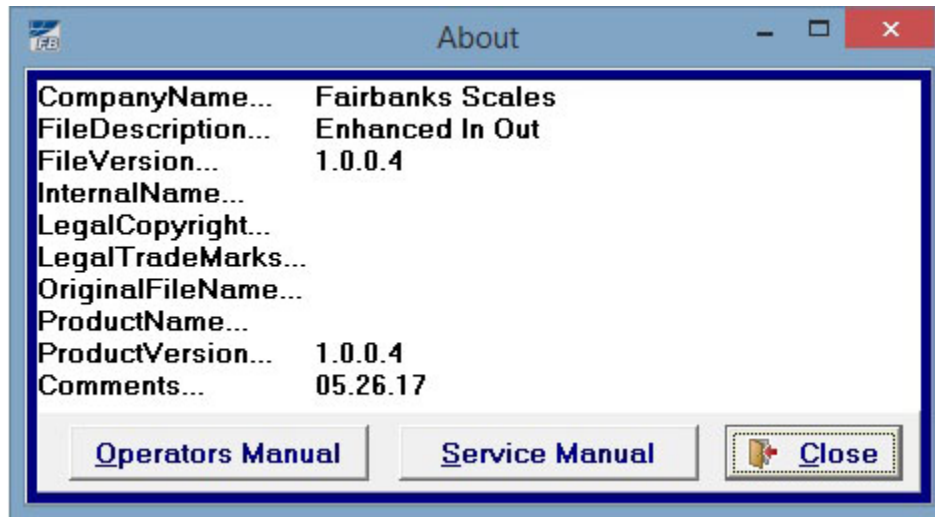 FB
About
CompanyName... Fairbanks Scales
FileDescription... Enhanced In Out
FileVersion... 1.0.0.4
InternalName...
LegalCopyright...
LegalTradeMarks...
OriginalFileName...
ProductName...
ProductVersion... 1.0.0.4
Comments... 05.26.17
Operators Manual Service Manual Close